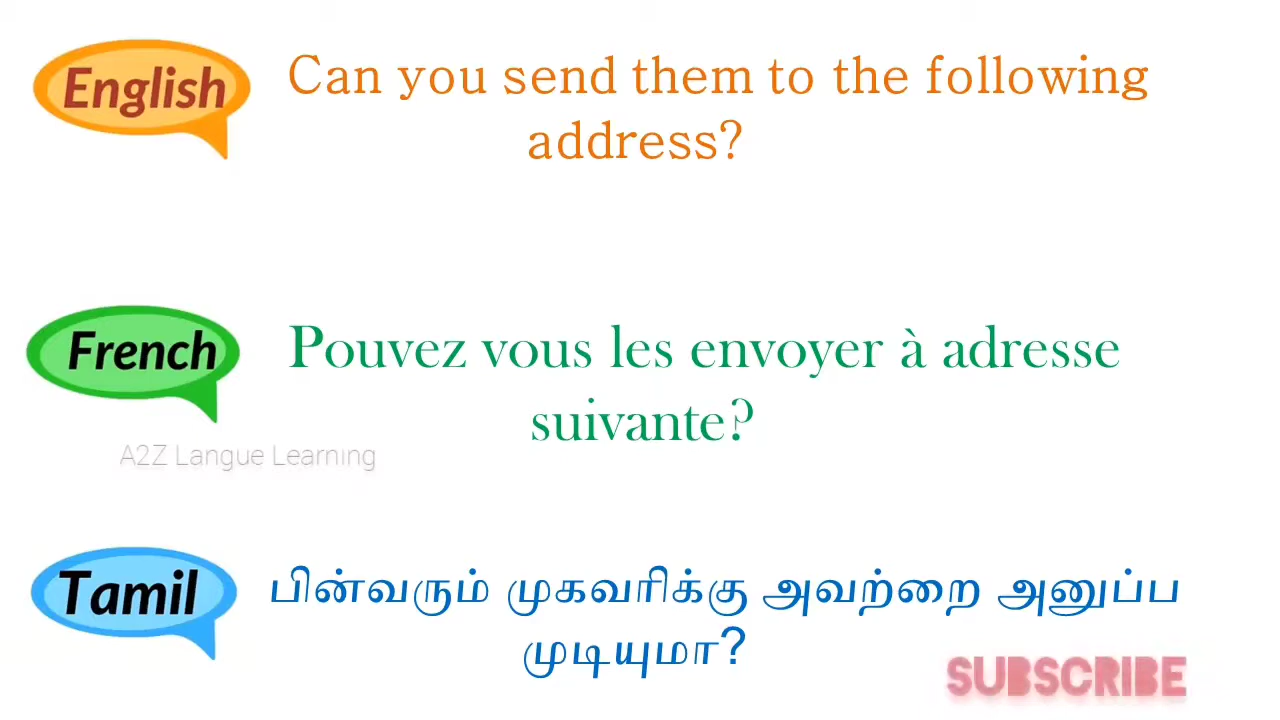 English
Can you send them to the following
address?
French
Pouvez vous les envoyer à adresse
suivante?
A2Z Langue Learning
Tamil
பின்வரும் முகவரிக்கு அவற்றை அனுப்ப
முடியுமா?
SUBSCRIBE